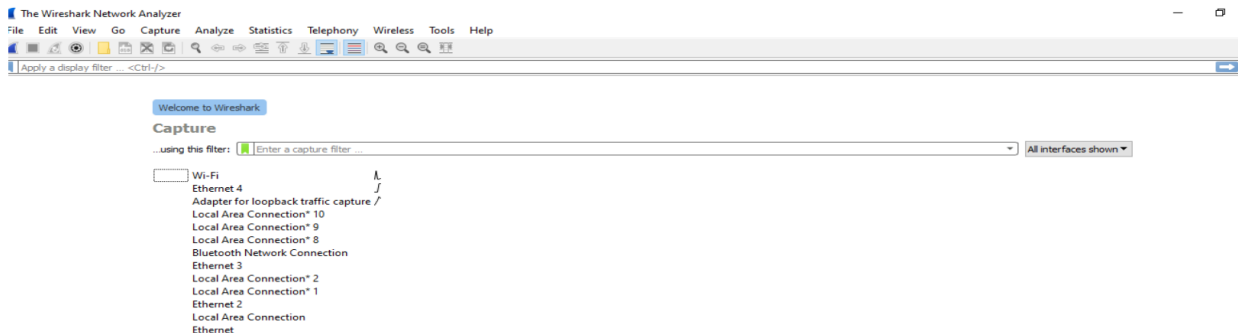 The Wireshark Network Analyzer
File Edit View Go Capture Analyze Statistics Telephony Wireless Tools Help
Apply a display filter ... <Ctrl-/>
Welcome to Wireshark
Capture
...using this filter: Enter a capture filter ... All interfaces shown
Wi-Fi
Ethernet 4
Adapter for loopback traffic capture
Local Area Connection* 10
Local Area Connection* 9
Local Area Connection* 8
Bluetooth Network Connection
Ethernet 3
Local Area Connection* 2
Local Area Connection* 1
Ethernet 2
Local Area Connection
Ethernet